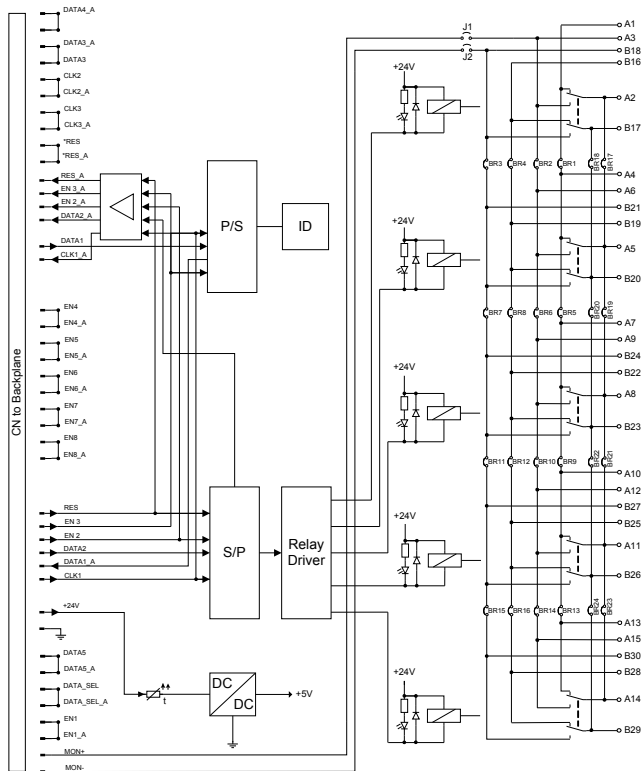 DATA4_A
DATA3_A
DATA3
CLK2
CLK2_A
CLK3
CLK3_A
*RES
*RES_A
RES_A
EN 3_A
EN 2_A
DATA2_A
DATA1
CLK1_A
EN4
EN4_A
EN5
EN5_A
EN6
EN6_A
EN7
EN7_A
EN8
EN8_A
RES
EN 3
EN 2
DATA2
DATA1_A
CLK1
+24V
DATA5
DATA5_A
DATA_SEL
DATA_SEL_A
EN1
EN1_A
MON+
MON-
CN to Backplane
P/S
ID
S/P
Relay
Driver
t
DC
DC
+5V
J1
J2
+24V
+24V
+24V
+24V
+24V
A1
A3
B18
B16
A2
B17
BR3 BR4 BR2 BR1 BR18 BR17
A4
A6
B21
B19
A5
B20
BR7 BR8 BR6 BR5 BR20 BR19
A7
A9
B24
B22
A8
B23
BR11 BR12 BR10 BR9 BR22 BR21
A10
A12
B27
B25
A11
B26
BR15 BR16 BR14 BR13 BR24 BR23
A13
A15
B30
B28
A14
B29